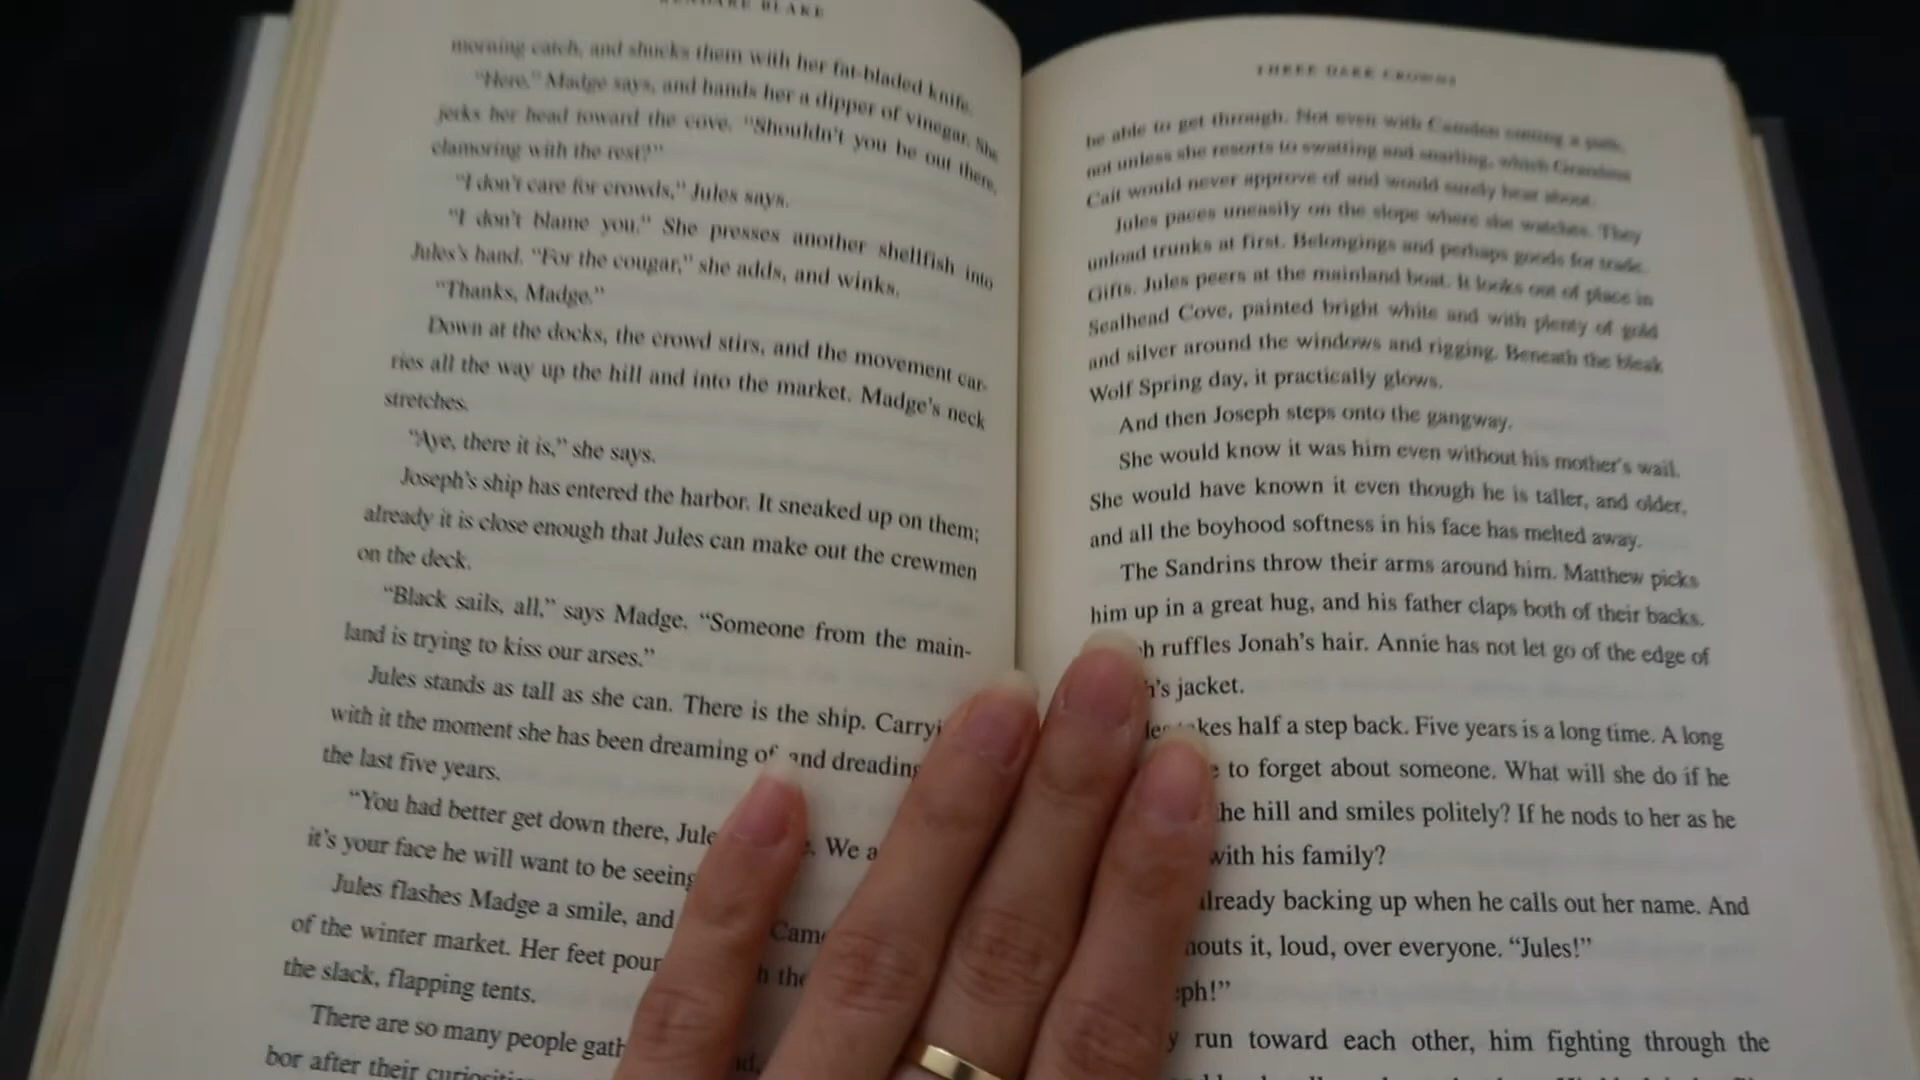 KENDARE BLAKE
morning catch, and shucks them with her fat-bladed knife.
“Here,” Madge says, and hands her a dipper of vinegar. She
jerks her head toward the cove. “Shouldn’t you be out there,
clamoring with the rest?”
“I don’t care for crowds,” Jules says.
“I don’t blame you.” She presses another shellfish into
Jules’s hand. “For the cougar,” she adds, and winks.
“Thanks, Madge.”
Down at the docks, the crowd stirs, and the movement car-
ries all the way up the hill and into the market. Madge’s neck
stretches.
“Aye, there it is,” she says.
Joseph’s ship has entered the harbor. It sneaked up on them;
already it is close enough that Jules can make out the crewmen
on the deck.
“Black sails, all,” says Madge. “Someone from the main-
land is trying to kiss our arses.”
Jules stands as tall as she can. There is the ship. Carryi
with it the moment she has been dreaming of and dreading
the last five years.
“You had better get down there, Jule We a
it’s your face he will want to be seeing
Jules flashes Madge a smile, and Cam
of the winter market. Her feet pour the
the slack, flapping tents.
There are so many people gath
bor after their
THREE DARK CROWNS
be able to get through. Not even with Camden cutting a path,
not unless she resorts to swatting and snarling, which Grandma
Cait would never approve of and would surely hear about.
Jules paces uneasily on the slope where she watches. They
unload trunks at first. Belongings and perhaps goods for trade.
Gifts. Jules peers at the mainland boat. It looks out of place in
Sealhead Cove, painted bright white and with plenty of gold
and silver around the windows and rigging. Beneath the bleak
Wolf Spring day, it practically glows.
And then Joseph steps onto the gangway.
She would know it was him even without his mother’s wail.
She would have known it even though he is taller, and older,
and all the boyhood softness in his face has melted away.
The Sandrins throw their arms around him. Matthew picks
him up in a great hug, and his father claps both of their backs.
h ruffles Jonah’s hair. Annie has not let go of the edge of
h’s jacket.
kes half a step back. Five years is a long time. A long
e to forget about someone. What will she do if he
he hill and smiles politely? If he nods to her as he
with his family?
already backing up when he calls out her name. And
houts it, loud, over everyone. “Jules!”
ph!”
y run toward each other, him fighting through the